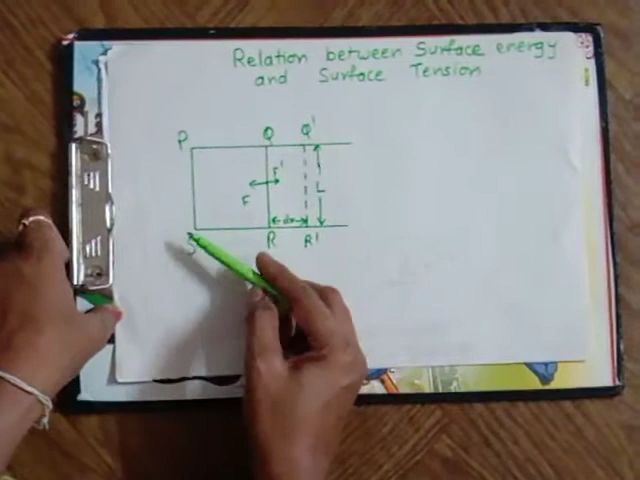 Relation between Surface energy
and Surface Tension
P Q Q'
F'
F L
dx
S R R'